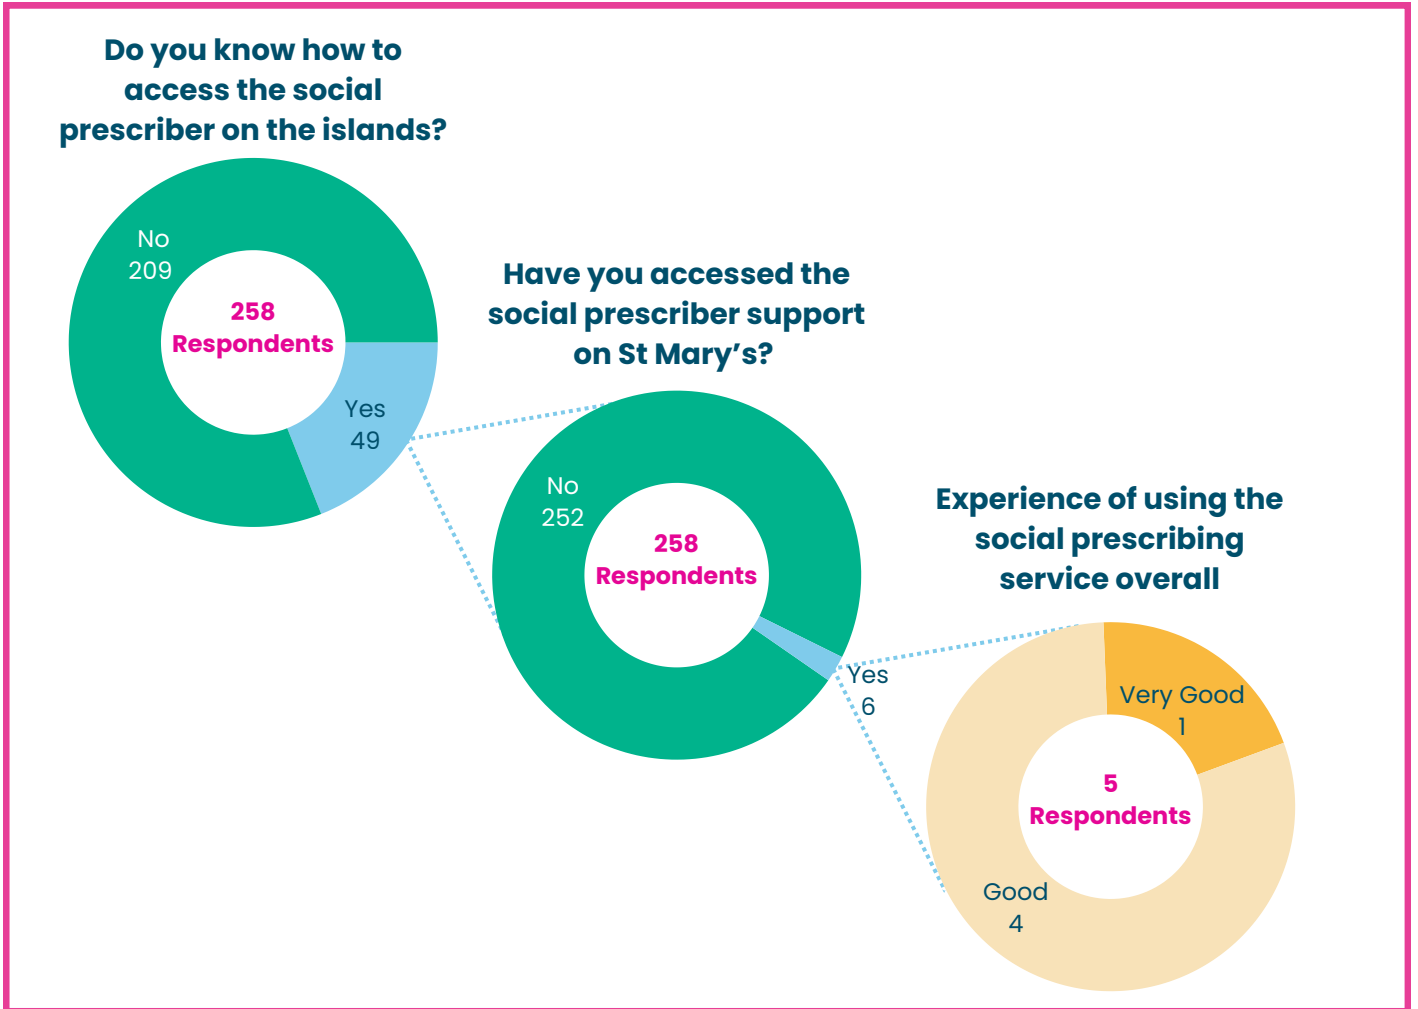 Do you know how to
access the social
prescriber on the islands?
No
209
258
Respondents
Yes
49
Have you accessed the
social prescriber support
on St Mary’s?
No
252
258
Respondents
Yes
6
Experience of using the
social prescribing
service overall
Very Good
1
5
Respondents
Good
4